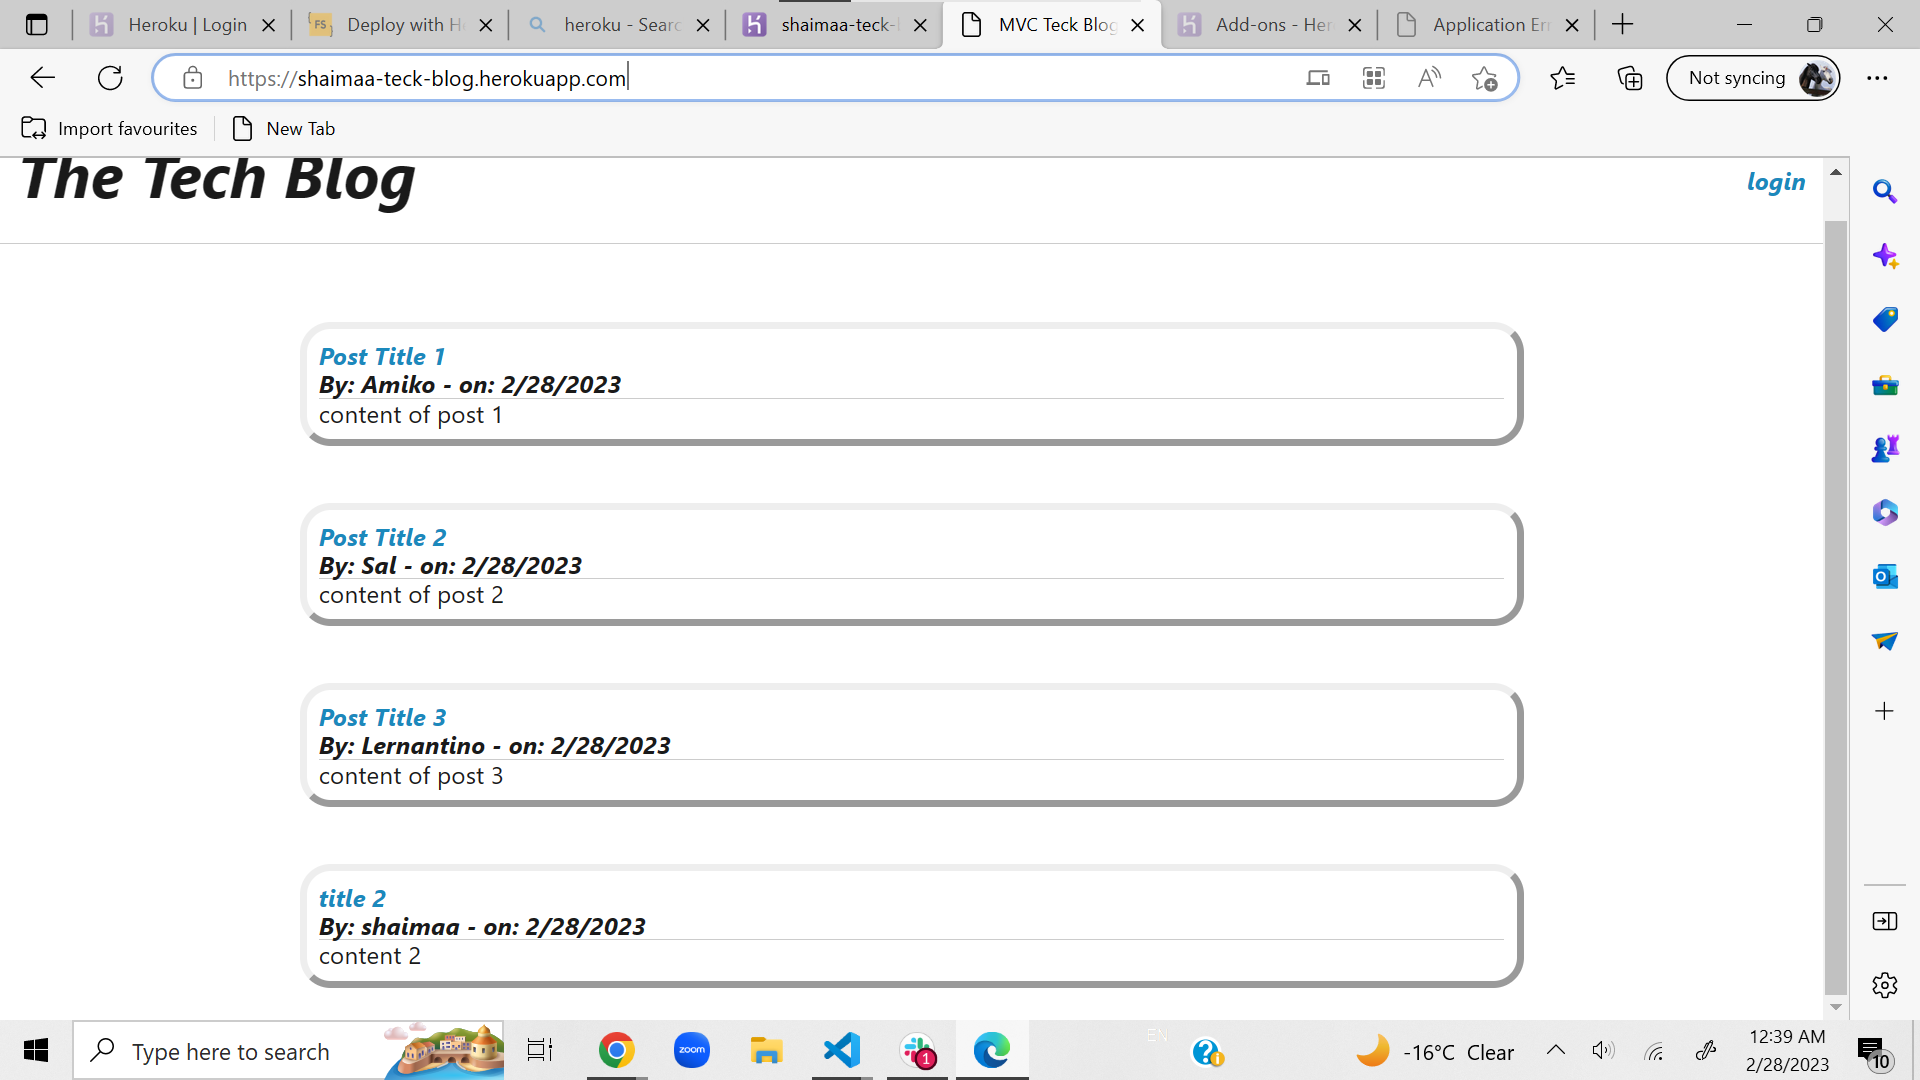 Heroku | Login
Deploy with He
heroku - Searc
shaimaa-teck-b
MVC Teck Blog
Add-ons - Her
Application Err
https://shaimaa-teck-blog.herokuapp.com
Not syncing
Import favourites
New Tab
The Tech Blog
login
Post Title 1
By: Amiko - on: 2/28/2023
content of post 1
Post Title 2
By: Sal - on: 2/28/2023
content of post 2
Post Title 3
By: Lernantino - on: 2/28/2023
content of post 3
title 2
By: shaimaa - on: 2/28/2023
content 2
Type here to search
zoom
1
EN
-16°C Clear
12:39 AM
2/28/2023
10